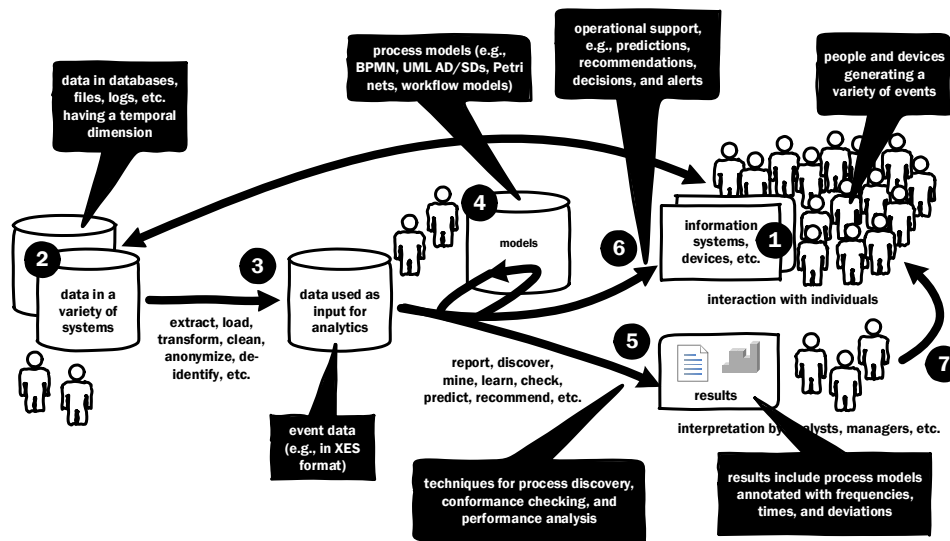 data in databases,
files, logs, etc.
having a temporal
dimension
process models (e.g.,
BPMN, UML AD/SDs, Petri
nets, workflow models)
operational support,
e.g., predictions,
recommendations,
decisions, and alerts
people and devices
generating a
variety of events
2
data in a
variety of
systems
3
extract, load,
transform, clean,
anonymize, de-
identify, etc.
data used as
input for
analytics
4
models
6
information
systems,
devices, etc.
1
interaction with individuals
report, discover,
mine, learn, check,
predict, recommend, etc.
5
results
7
interpretation by analysts, managers, etc.
event data
(e.g., in XES
format)
techniques for process discovery,
conformance checking, and
performance analysis
results include process models
annotated with frequencies,
times, and deviations